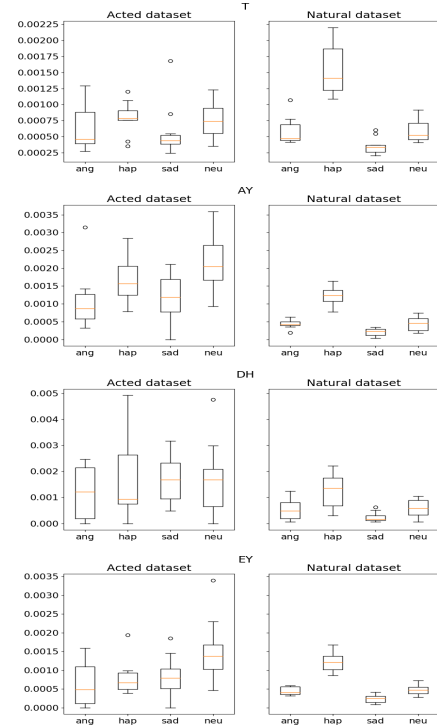 T
Acted dataset Natural dataset
0.00225
0.00200
0.00175
0.00150
0.00125
0.00100
0.00075
0.00050
0.00025
ang hap sad neu ang hap sad neu
AY
Acted dataset Natural dataset
0.0035
0.0030
0.0025
0.0020
0.0015
0.0010
0.0005
0.0000
ang hap sad neu ang hap sad neu
DH
Acted dataset Natural dataset
0.005
0.004
0.003
0.002
0.001
0.000
ang hap sad neu ang hap sad neu
EY
Acted dataset Natural dataset
0.0035
0.0030
0.0025
0.0020
0.0015
0.0010
0.0005
0.0000
ang hap sad neu ang hap sad neu